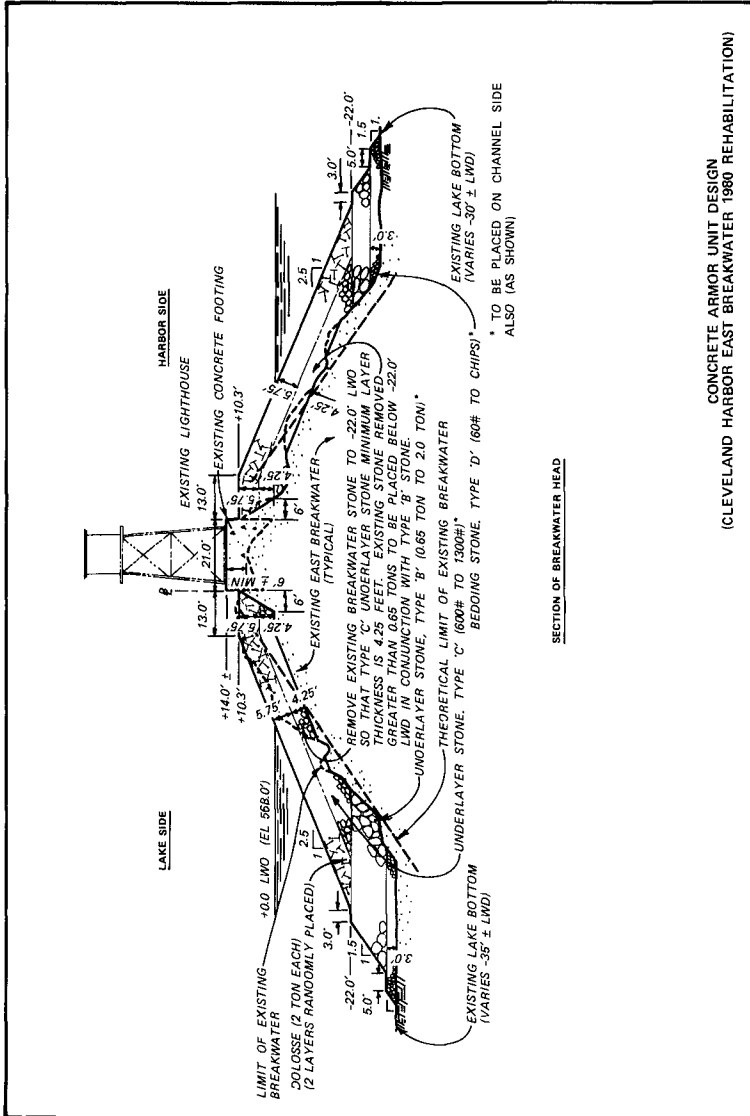 LAKE SIDE
HARBOR SIDE
EXISTING LIGHTHOUSE
EXISTING CONCRETE FOOTING
13.0'
21.0'
13.0'
℄
+14.0' ±
+10.3'
+10.3'
6' ± MIN
6'
6'
5.75'
4.25'
5.75'
4.25'
5.75'
4.25'
5.75'
4.25'
+0.0 LWO (EL 568.0')
LIMIT OF EXISTING
BREAKWATER
DOLOSSE (2 TON EACH)
(2 LAYERS RANDOMLY PLACED)
2.5
1
2.5
1
3.0'
3.0'
-22.0'
1.5
1
5.0'
3.0'
5.0'
-22.0'
1.5
1
3.0'
EXISTING EAST BREAKWATER
(TYPICAL)
REMOVE EXISTING BREAKWATER STONE TO -22.0' LWO
SO THAT TYPE 'C' UNDERLAYER STONE MINIMUM LAYER
THICKNESS IS 4.25 FEET. EXISTING STONE REMOVED
GREATER THAN 0.65 TONS TO BE PLACED BELOW -22.0'
LWD IN CONJUNCTION WITH TYPE 'B' STONE.
UNDERLAYER STONE, TYPE 'B' (0.65 TON TO 2.0 TON)*
THEORETICAL LIMIT OF EXISTING BREAKWATER
UNDERLAYER STONE, TYPE 'C' (600# TO 1300#)*
BEDDING STONE, TYPE 'D' (60# TO CHIPS)*
EXISTING LAKE BOTTOM
(VARIES -35' ± LWD)
EXISTING LAKE BOTTOM
(VARIES -30' ± LWD)
* TO BE PLACED ON CHANNEL SIDE
ALSO (AS SHOWN)
SECTION OF BREAKWATER HEAD
CONCRETE ARMOR UNIT DESIGN
(CLEVELAND HARBOR EAST BREAKWATER 1980 REHABILITATION)